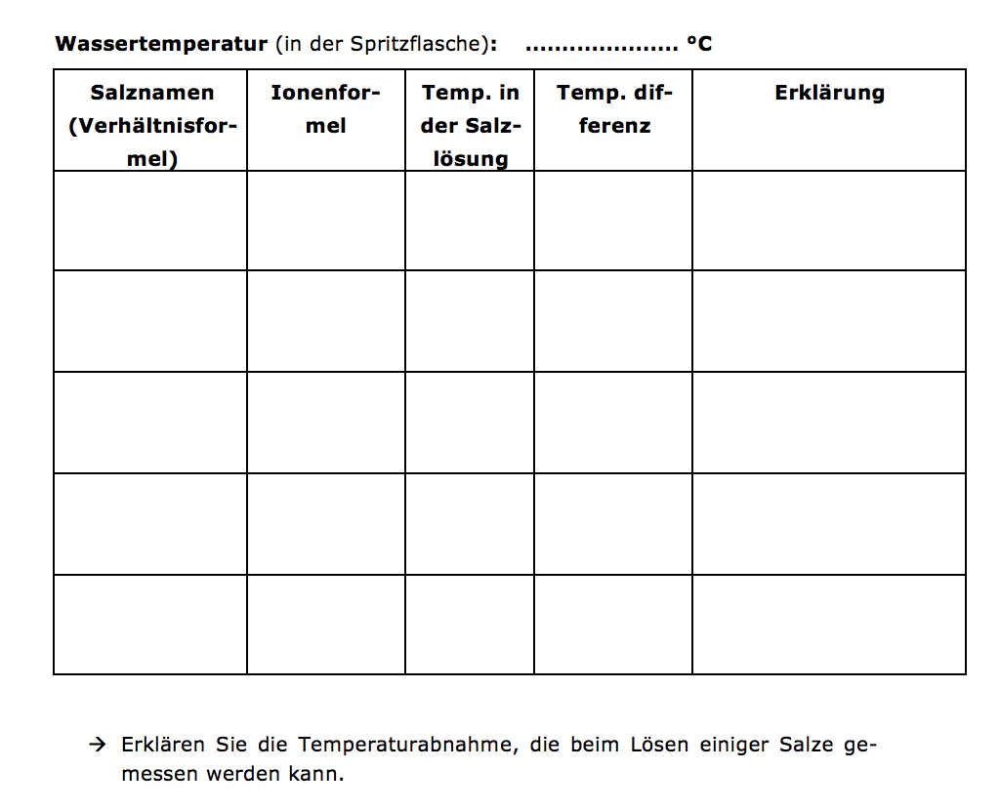 Wassertemperatur (in der Spritzflasche): ..................... °C
Salznamen (Verhältnisfor-mel)
Ionenfor-mel
Temp. in der Salz-lösung
Temp. dif-ferenz
Erklärung
→ Erklären Sie die Temperaturabnahme, die beim Lösen einiger Salze ge-
messen werden kann.